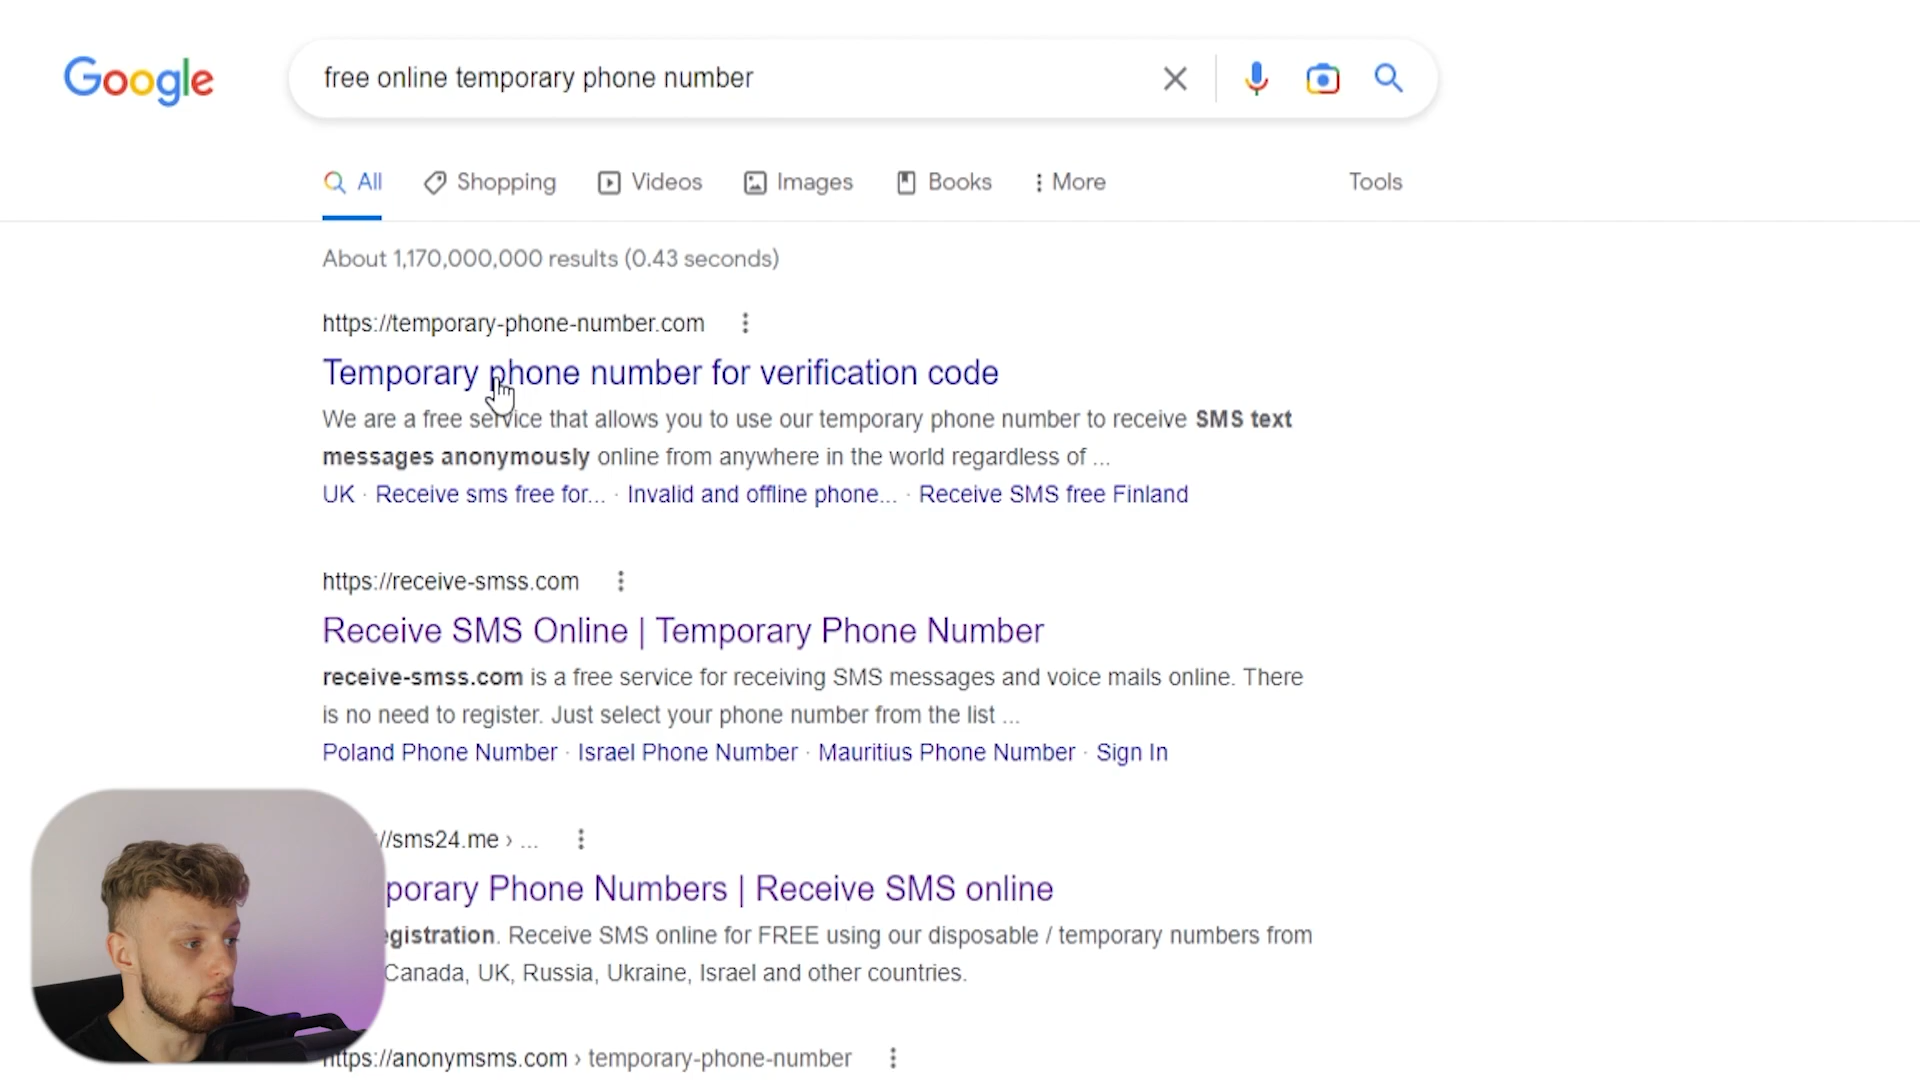 Google
free online temporary phone number
All Shopping Videos Images Books More Tools
About 1,170,000,000 results (0.43 seconds)
https://temporary-phone-number.com
Temporary phone number for verification code
We are a free service that allows you to use our temporary phone number to receive SMS text
messages anonymously online from anywhere in the world regardless of ...
UK · Receive sms free for... · Invalid and offline phone... · Receive SMS free Finland
https://receive-smss.com
Receive SMS Online | Temporary Phone Number
receive-smss.com is a free service for receiving SMS messages and voice mails online. There
is no need to register. Just select your phone number from the list ...
Poland Phone Number · Israel Phone Number · Mauritius Phone Number · Sign In
//sms24.me › ...
porary Phone Numbers | Receive SMS online
egistration. Receive SMS online for FREE using our disposable / temporary numbers from
Canada, UK, Russia, Ukraine, Israel and other countries.
https://anonymsms.com › temporary-phone-number